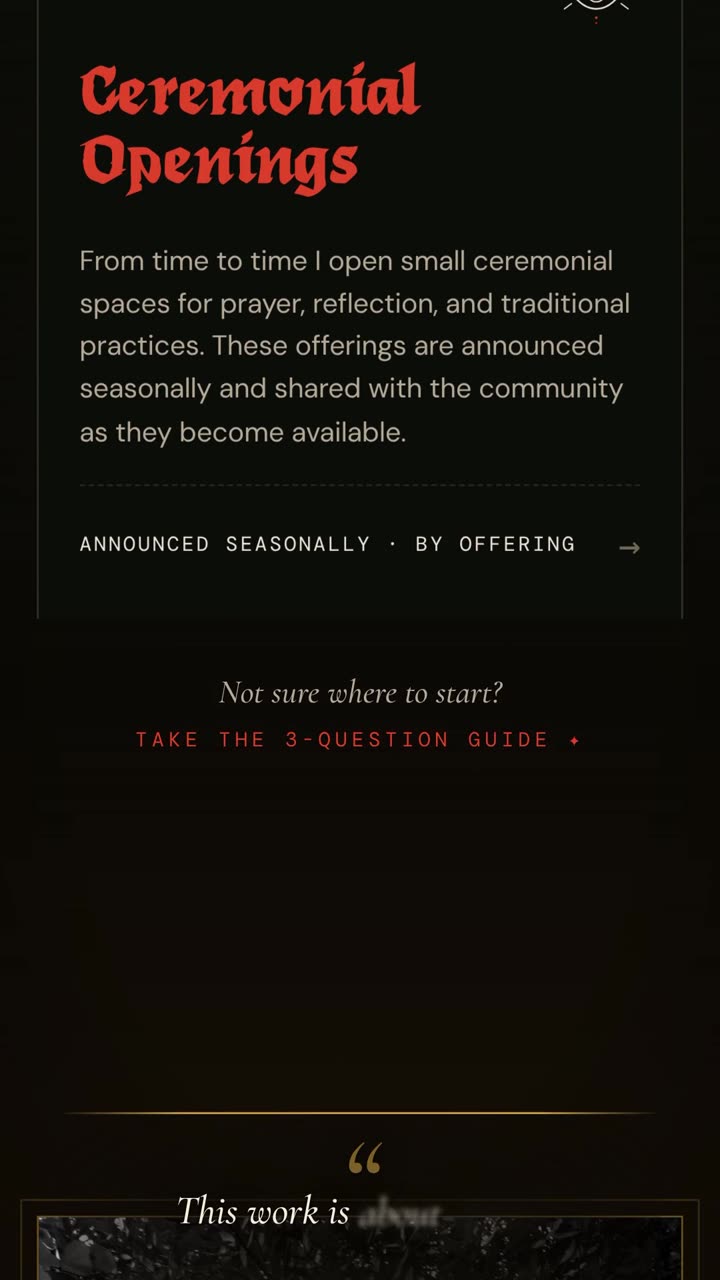 Ceremonial
Openings
From time to time I open small ceremonial
spaces for prayer, reflection, and traditional
practices. These offerings are announced
seasonally and shared with the community
as they become available.
ANNOUNCED SEASONALLY · BY OFFERING →
Not sure where to start?
TAKE THE 3-QUESTION GUIDE ✦
“
This work is about